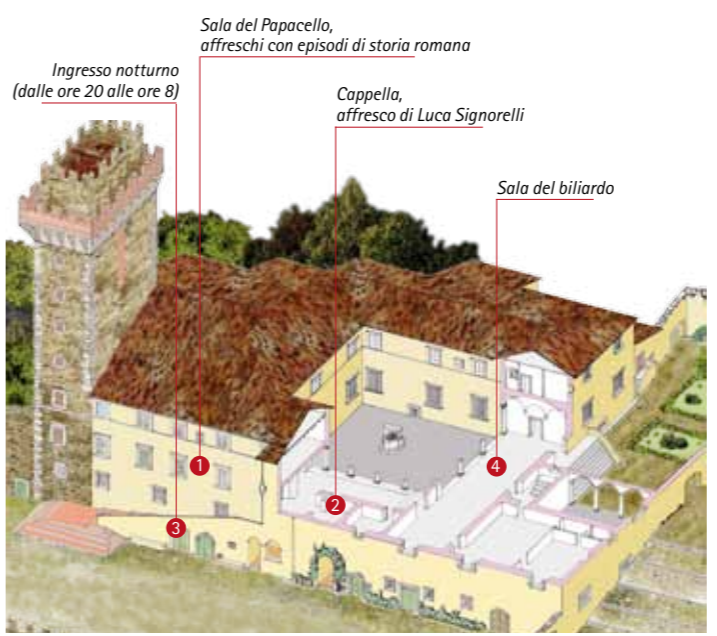 Sala del Papacello,
affreschi con episodi di storia romana
Ingresso notturno
(dalle ore 20 alle ore 8)
Cappella,
affresco di Luca Signorelli
Sala del biliardo
1
4
2
3